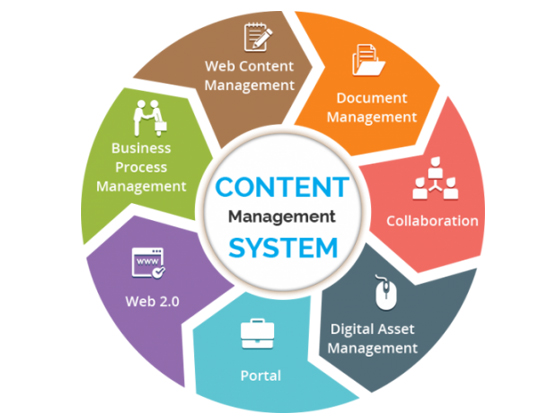 CONTENT
Management
SYSTEM
Web Content
Management
Document
Management
Collaboration
Digital Asset
Management
Portal
Web 2.0
www
Business
Process
Management